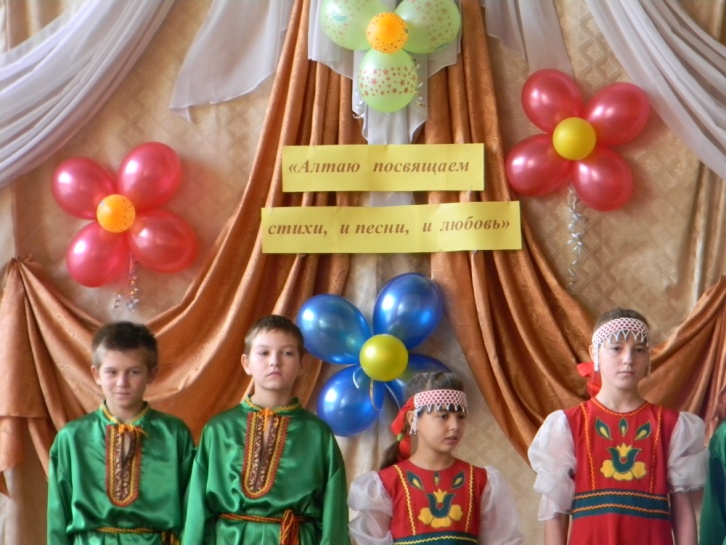 «Алтаю посвящаем
стихи, и песни, и любовь»